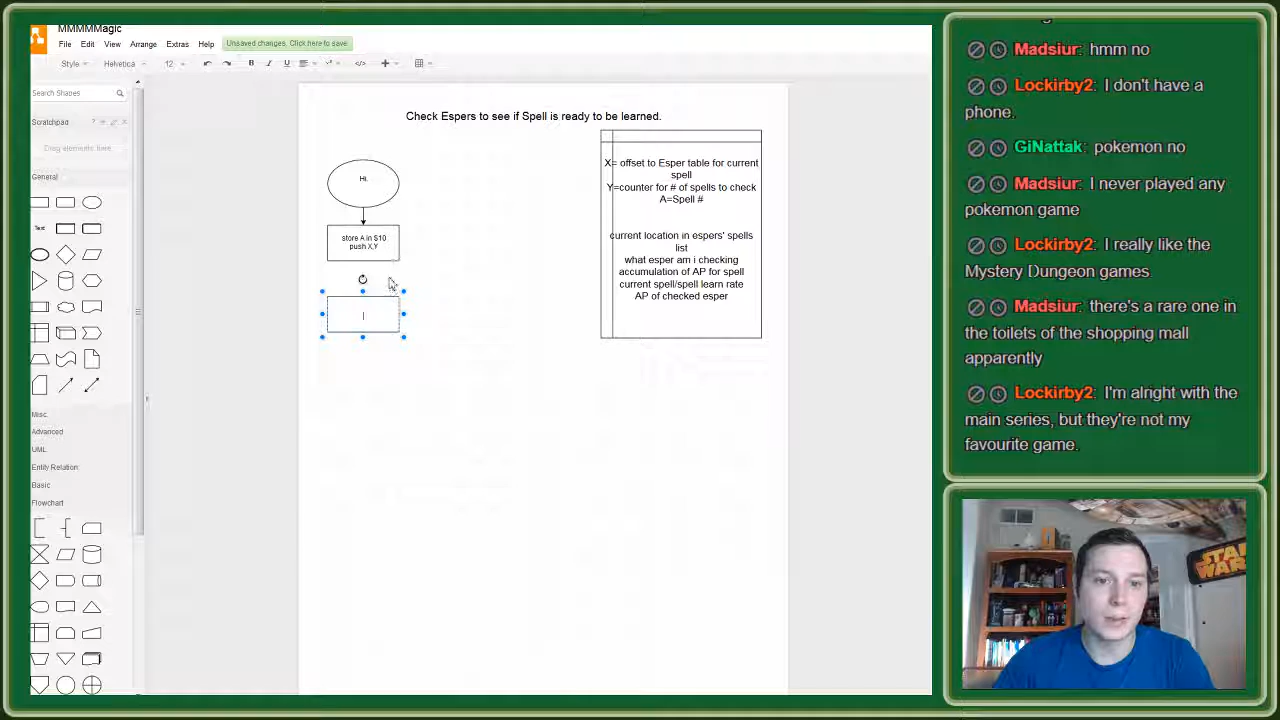 MMMMMagic
File Edit View Arrange Extras Help Unsaved changes. Click here to save
Style Helvetica 12 B I U
Search Shapes
Scratchpad
Drag elements here
General
Text
Misc.
Advanced
UML
Entity Relation
Basic
Flowchart
Check Espers to see if Spell is ready to be learned.
Hi.
store A in $10
push X,Y
X= offset to Esper table for current
spell
Y=counter for # of spells to check
A=Spell #
current location in espers' spells
list
what esper am i checking
accumulation of AP for spell
current spell/spell learn rate
AP of checked esper
Madsiur: hmm no
Lockirby2: I don't have a
phone.
GiNattak: pokemon no
Madsiur: I never played any
pokemon game
Lockirby2: I really like the
Mystery Dungeon games
Madsiur: there's a rare one in
the toilets of the shopping mall
apparently
Lockirby2: I'm alright with the
main series, but they're not my
favourite game.
STAR
WARS